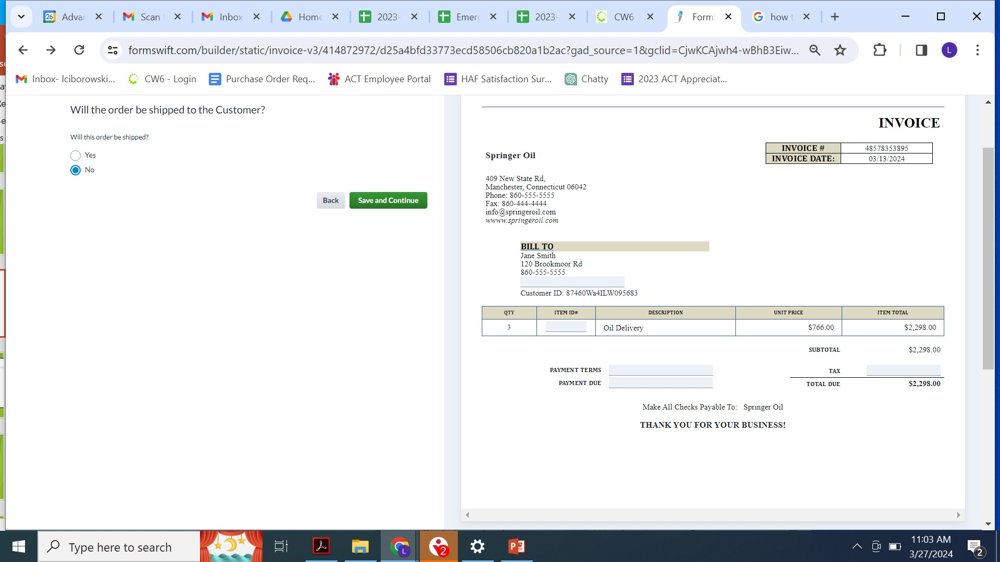 26 Advan
Scan
Inbox
Home
2023-
Emerg
2023-
CW6
Form
how t
formswift.com/builder/static/invoice-v3/414872972/d25a4bfd33773ecd58506cb820a1b2ac?gad_source=1&gclid=CjwKCAjwh4-wBhB3Eiw...
L
Inbox- lciborowski...
CW6 - Login
Purchase Order Req...
ACT Employee Portal
HAF Satisfaction Sur...
Chatty
2023 ACT Appreciat...
Will the order be shipped to the Customer?
Will this order be shipped?
Yes
No
Back
Save and Continue
INVOICE
INVOICE # 48578353895
INVOICE DATE: 03/13/2024
Springer Oil
409 New State Rd,
Manchester, Connecticut 06042
Phone: 860-555-5555
Fax: 860-444-4444
info@springeroil.com
wwww.springeroil.com
BILL TO
Jane Smith
120 Brookmoor Rd
860-555-5555
Customer ID: 87460Wa4ILW095683
QTY ITEM ID# DESCRIPTION UNIT PRICE ITEM TOTAL
3 Oil Delivery $766.00 $2,298.00
SUBTOTAL $2,298.00
PAYMENT TERMS TAX
PAYMENT DUE TOTAL DUE $2,298.00
Make All Checks Payable To: Springer Oil
THANK YOU FOR YOUR BUSINESS!
Type here to search
L
2
11:03 AM
3/27/2024
2